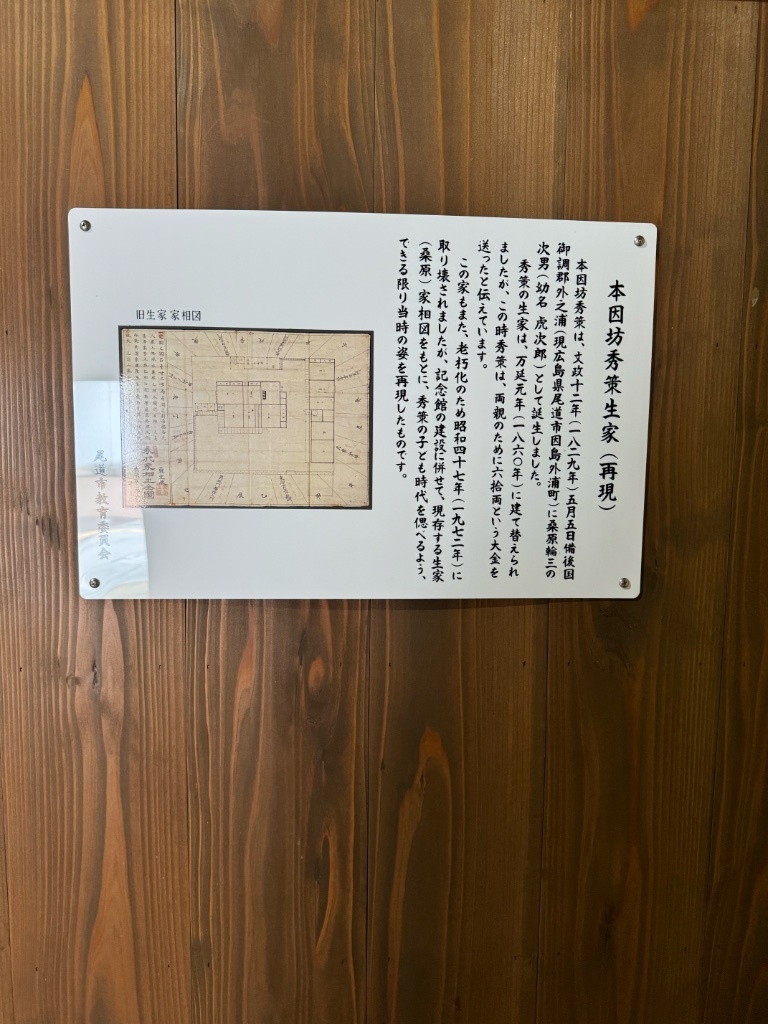 本因坊秀策生家（再現）
本因坊秀策は、文政十二年（一八二九年）五月五日備後国
御調郡外之浦（現広島県尾道市因島外浦町）に桑原輪三の
次男（幼名 虎次郎）として誕生しました。
秀策の生家は、万延元年（一八六〇年）に建て替えられ
ましたが、この時秀策は、両親のために六拾両という大金を
送ったと伝えています。
この家もまた、老朽化のため昭和四十七年（一九七二年）に
取り壊されましたが、記念館の建設に併せて、現存する生家
（桑原）家相図をもとに、秀策の子ども時代を偲べるよう、
できる限り当時の姿を再現したものです。
旧生家 家相図
尾道市教育委員会